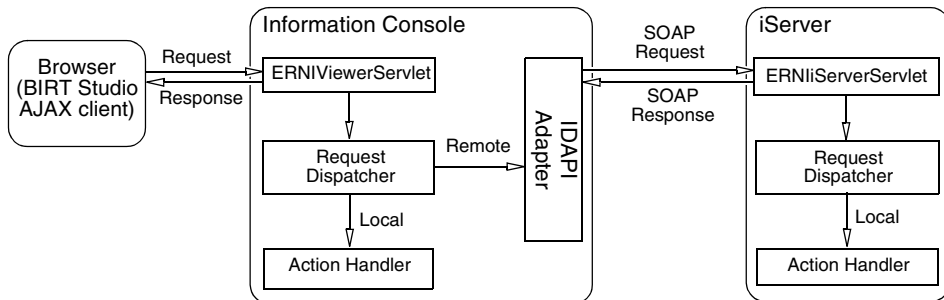 Information Console
iServer
SOAP
Request
Request
Browser
(BIRT Studio
AJAX client)
ERNIViewerServlet
ERNIiServerServlet
Response
SOAP
Response
IDAPI
Adapter
Request
Dispatcher
Remote
Request
Dispatcher
Local
Local
Action Handler
Action Handler